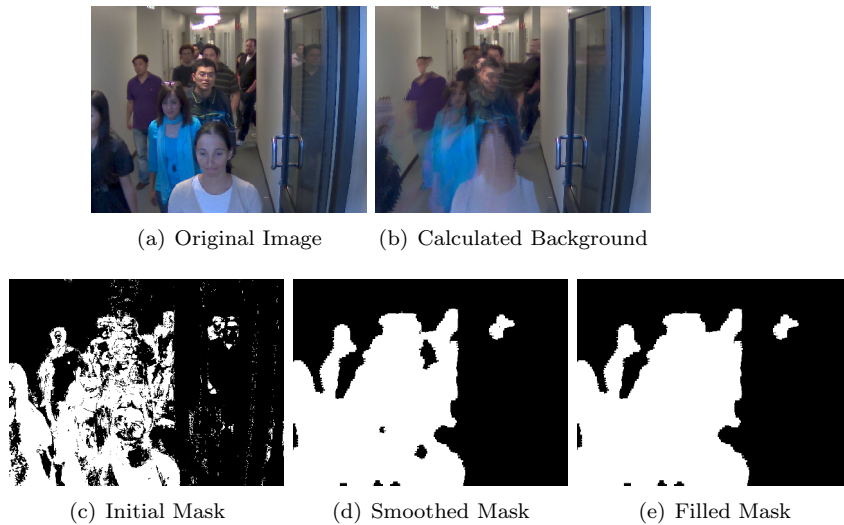 (a) Original Image
(b) Calculated Background
(c) Initial Mask
(d) Smoothed Mask
(e) Filled Mask